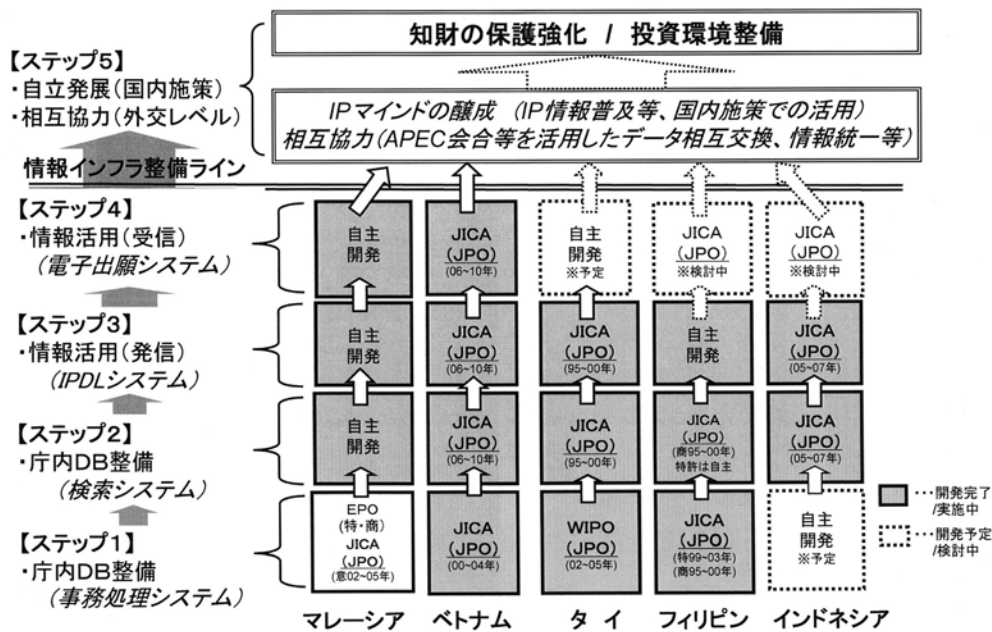 知財の保護強化 / 投資環境整備
【ステップ5】
・自立発展(国内施策)
・相互協力(外交レベル)
IPマインドの醸成 (IP情報普及等、国内施策での活用)
相互協力(APEC会合等を活用したデータ相互交換、情報統一等)
情報インフラ整備ライン
【ステップ4】
・情報活用(受信)
(電子出願システム)
自主
開発
JICA
(JPO)
(06~10年)
自主
開発
※予定
JICA
(JPO)
※検討中
JICA
(JPO)
※検討中
【ステップ3】
・情報活用(発信)
(IPDLシステム)
自主
開発
JICA
(JPO)
(06~10年)
JICA
(JPO)
(95~00年)
自主
開発
JICA
(JPO)
(05~07年)
【ステップ2】
・庁内DB整備
(検索システム)
自主
開発
JICA
(JPO)
(06~10年)
JICA
(JPO)
(95~00年)
JICA
(JPO)
(商95~00年)
特許は自主
JICA
(JPO)
(05~07年)
【ステップ1】
・庁内DB整備
(事務処理システム)
EPO
(特・商)
JICA
(JPO)
(意02~05年)
JICA
(JPO)
(00~04年)
WIPO
(02~05年)
JICA
(JPO)
(特99~03年)
(商95~00年)
自主
開発
※予定
…開発完了
/実施中
…開発予定
/検討中
マレーシア
ベトナム
タイ
フィリピン
インドネシア